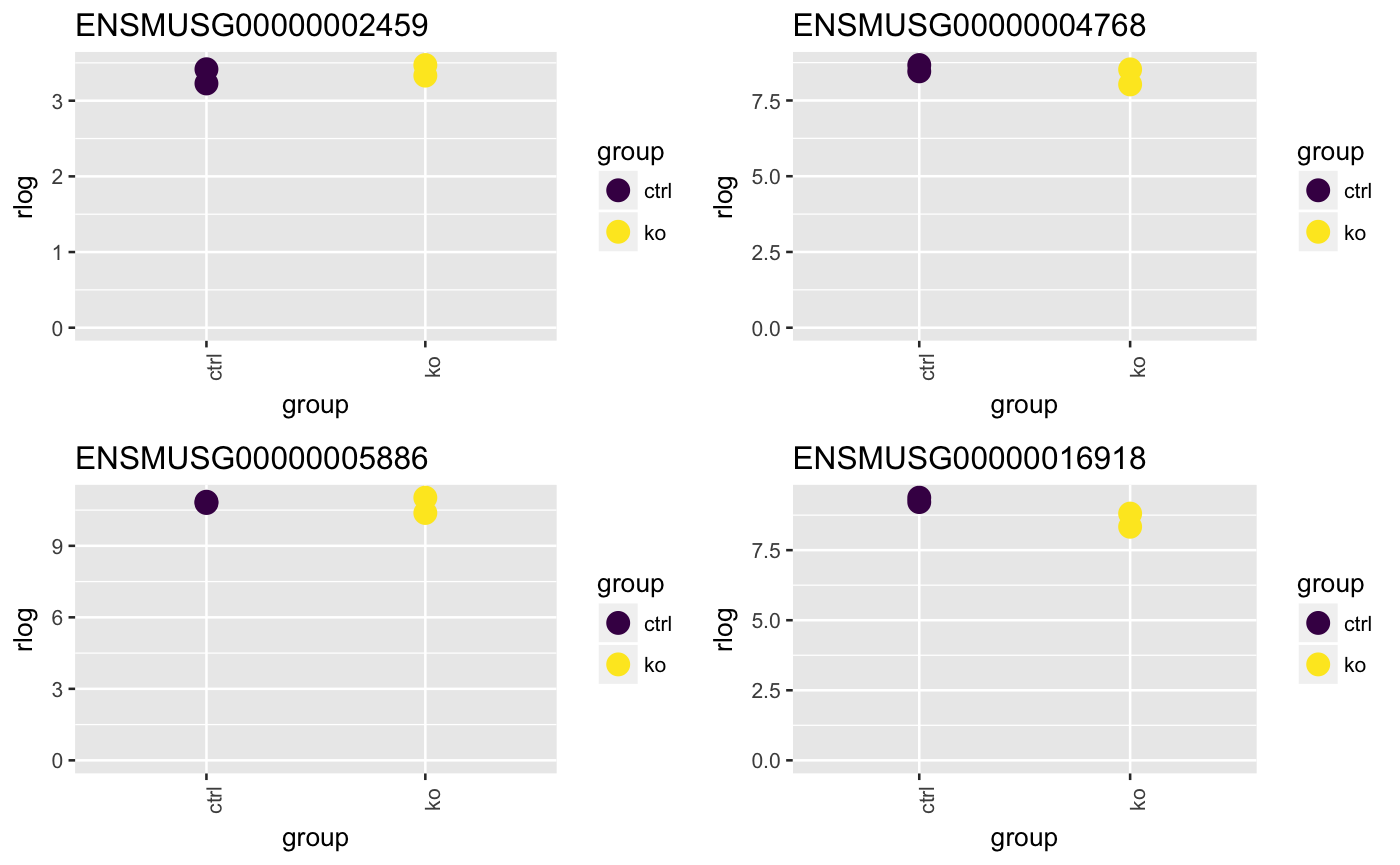 ENSMUSG00000002459
rlog
3
2
1
0
ctrl
ko
group
group
ctrl
ko
ENSMUSG00000004768
rlog
7.5
5.0
2.5
0.0
ctrl
ko
group
group
ctrl
ko
ENSMUSG00000005886
rlog
9
6
3
0
ctrl
ko
group
group
ctrl
ko
ENSMUSG00000016918
rlog
7.5
5.0
2.5
0.0
ctrl
ko
group
group
ctrl
ko